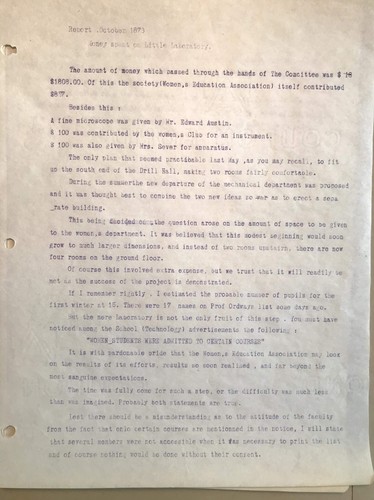 Report October 1873
Money spent on Little Laboratory.
The amount of money which passed through the hands of The Committee was $
$1808.00. Of this the society(Women,s Education Association) itself contributed
Besides this :
A fine microscope was given by Mr. Edward Austin.
$ 100 was contributed by the women,s Club for an instrument.
$ 100 was also given by Mrs. for apparatus.
The only plan that seemed practicable last May ,as you may recall, to fit
up the south end of the Drill Hall, making two rooms fairly comfortable.
During the summer the new departure of the mechanical department was proposed
and it was thought best to combine the two new ideas so as to erect a sepa
_rate building.
This being decided on, the question arose on the amount of space to be given
to the women,s department. It was believed that this modest beginning would soon
grow to much larger dimensions, and instead of two rooms upstairs, there are now
four rooms on the ground floor.
Of course this involved extra expense, but we trust that it will readily be
met as the success of the project is demonstrated.
If I remember rightly , I estimated the probable number of pupils for the
first winter at 15. There were 17 names on Prof Ordways list some days ago.
But the mere laboratory is not the only fruit of this step . You must have
noticed among the School (Technology) advertisements the following :
"WOMEN STUDENTS WERE ADMITTED TO CERTAIN COURSES"
It is with pardonable pride that the Women,s Education Association may look
on the results of its efforts, results so soon realized , and far beyond the
most sanguine expectations.
The time was fully come for such a step, or the difficulty was much less
than was imagined. Probably both statements are true.
Lest there should be a misunderstanding as to the attitude of the faculty
from the fact that only certain courses are mentioned in the notice, I will state
that several members were not accessible when it was necessary to print the list
and of course nothing could be done without their consent.